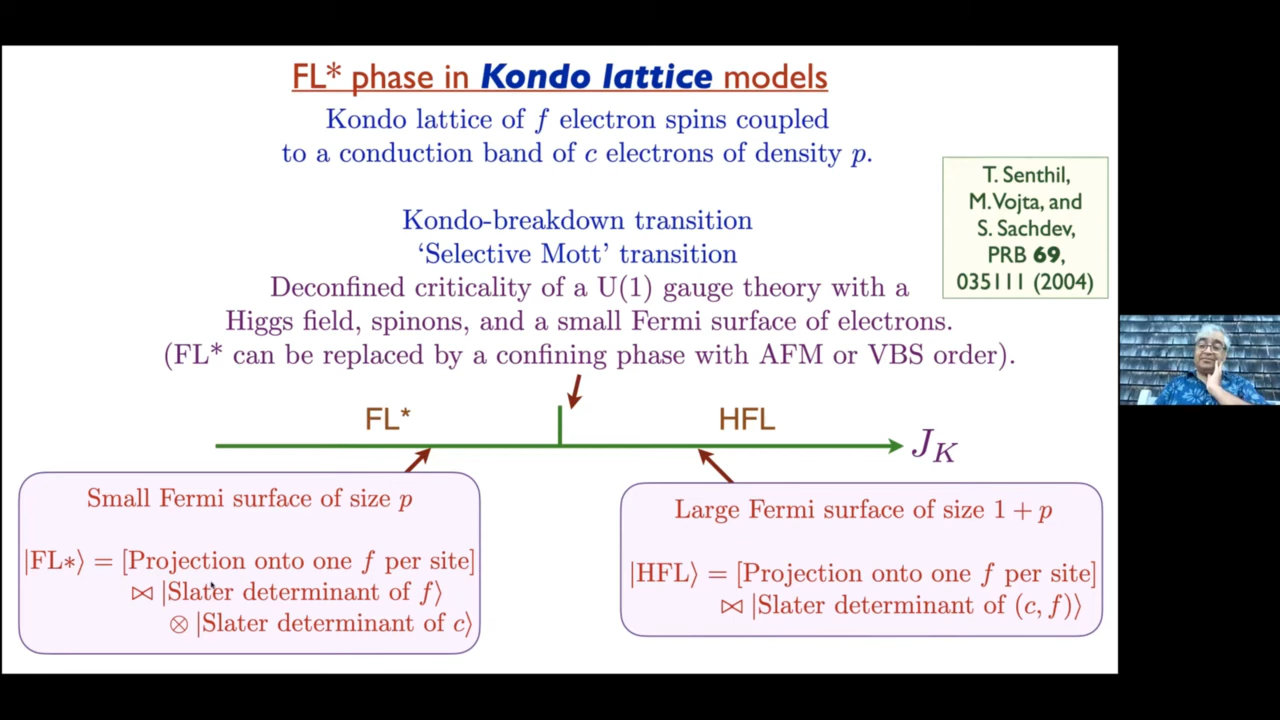 FL* phase in Kondo lattice models
Kondo lattice of f electron spins coupled
to a conduction band of c electrons of density p.
T. Senthil,
M. Vojta, and
S. Sachdev,
PRB 69,
035111 (2004)
Kondo-breakdown transition
‘Selective Mott’ transition
Deconfined criticality of a U(1) gauge theory with a
Higgs field, spinons, and a small Fermi surface of electrons.
(FL* can be replaced by a confining phase with AFM or VBS order).
FL*
HFL
J_K
Small Fermi surface of size p
|FL∗⟩ = [Projection onto one f per site]
⋈ |Slater determinant of f⟩
⊗ |Slater determinant of c⟩
Large Fermi surface of size 1 + p
|HFL⟩ = [Projection onto one f per site]
⋈ |Slater determinant of (c, f)⟩